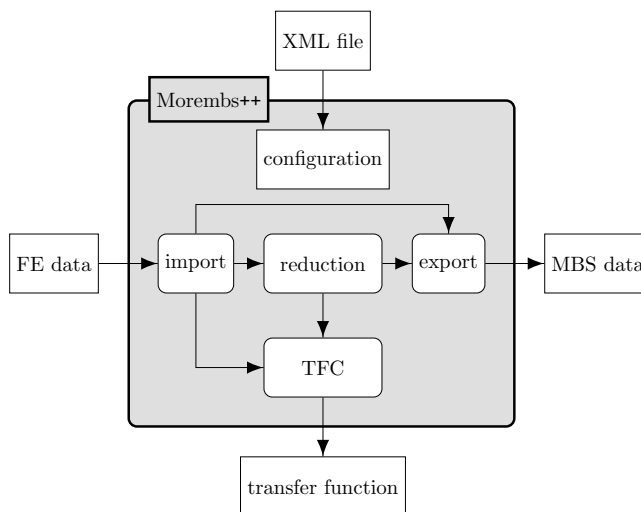 XML file
Morembs++
configuration
FE data
import
reduction
export
MBS data
TFC
transfer function